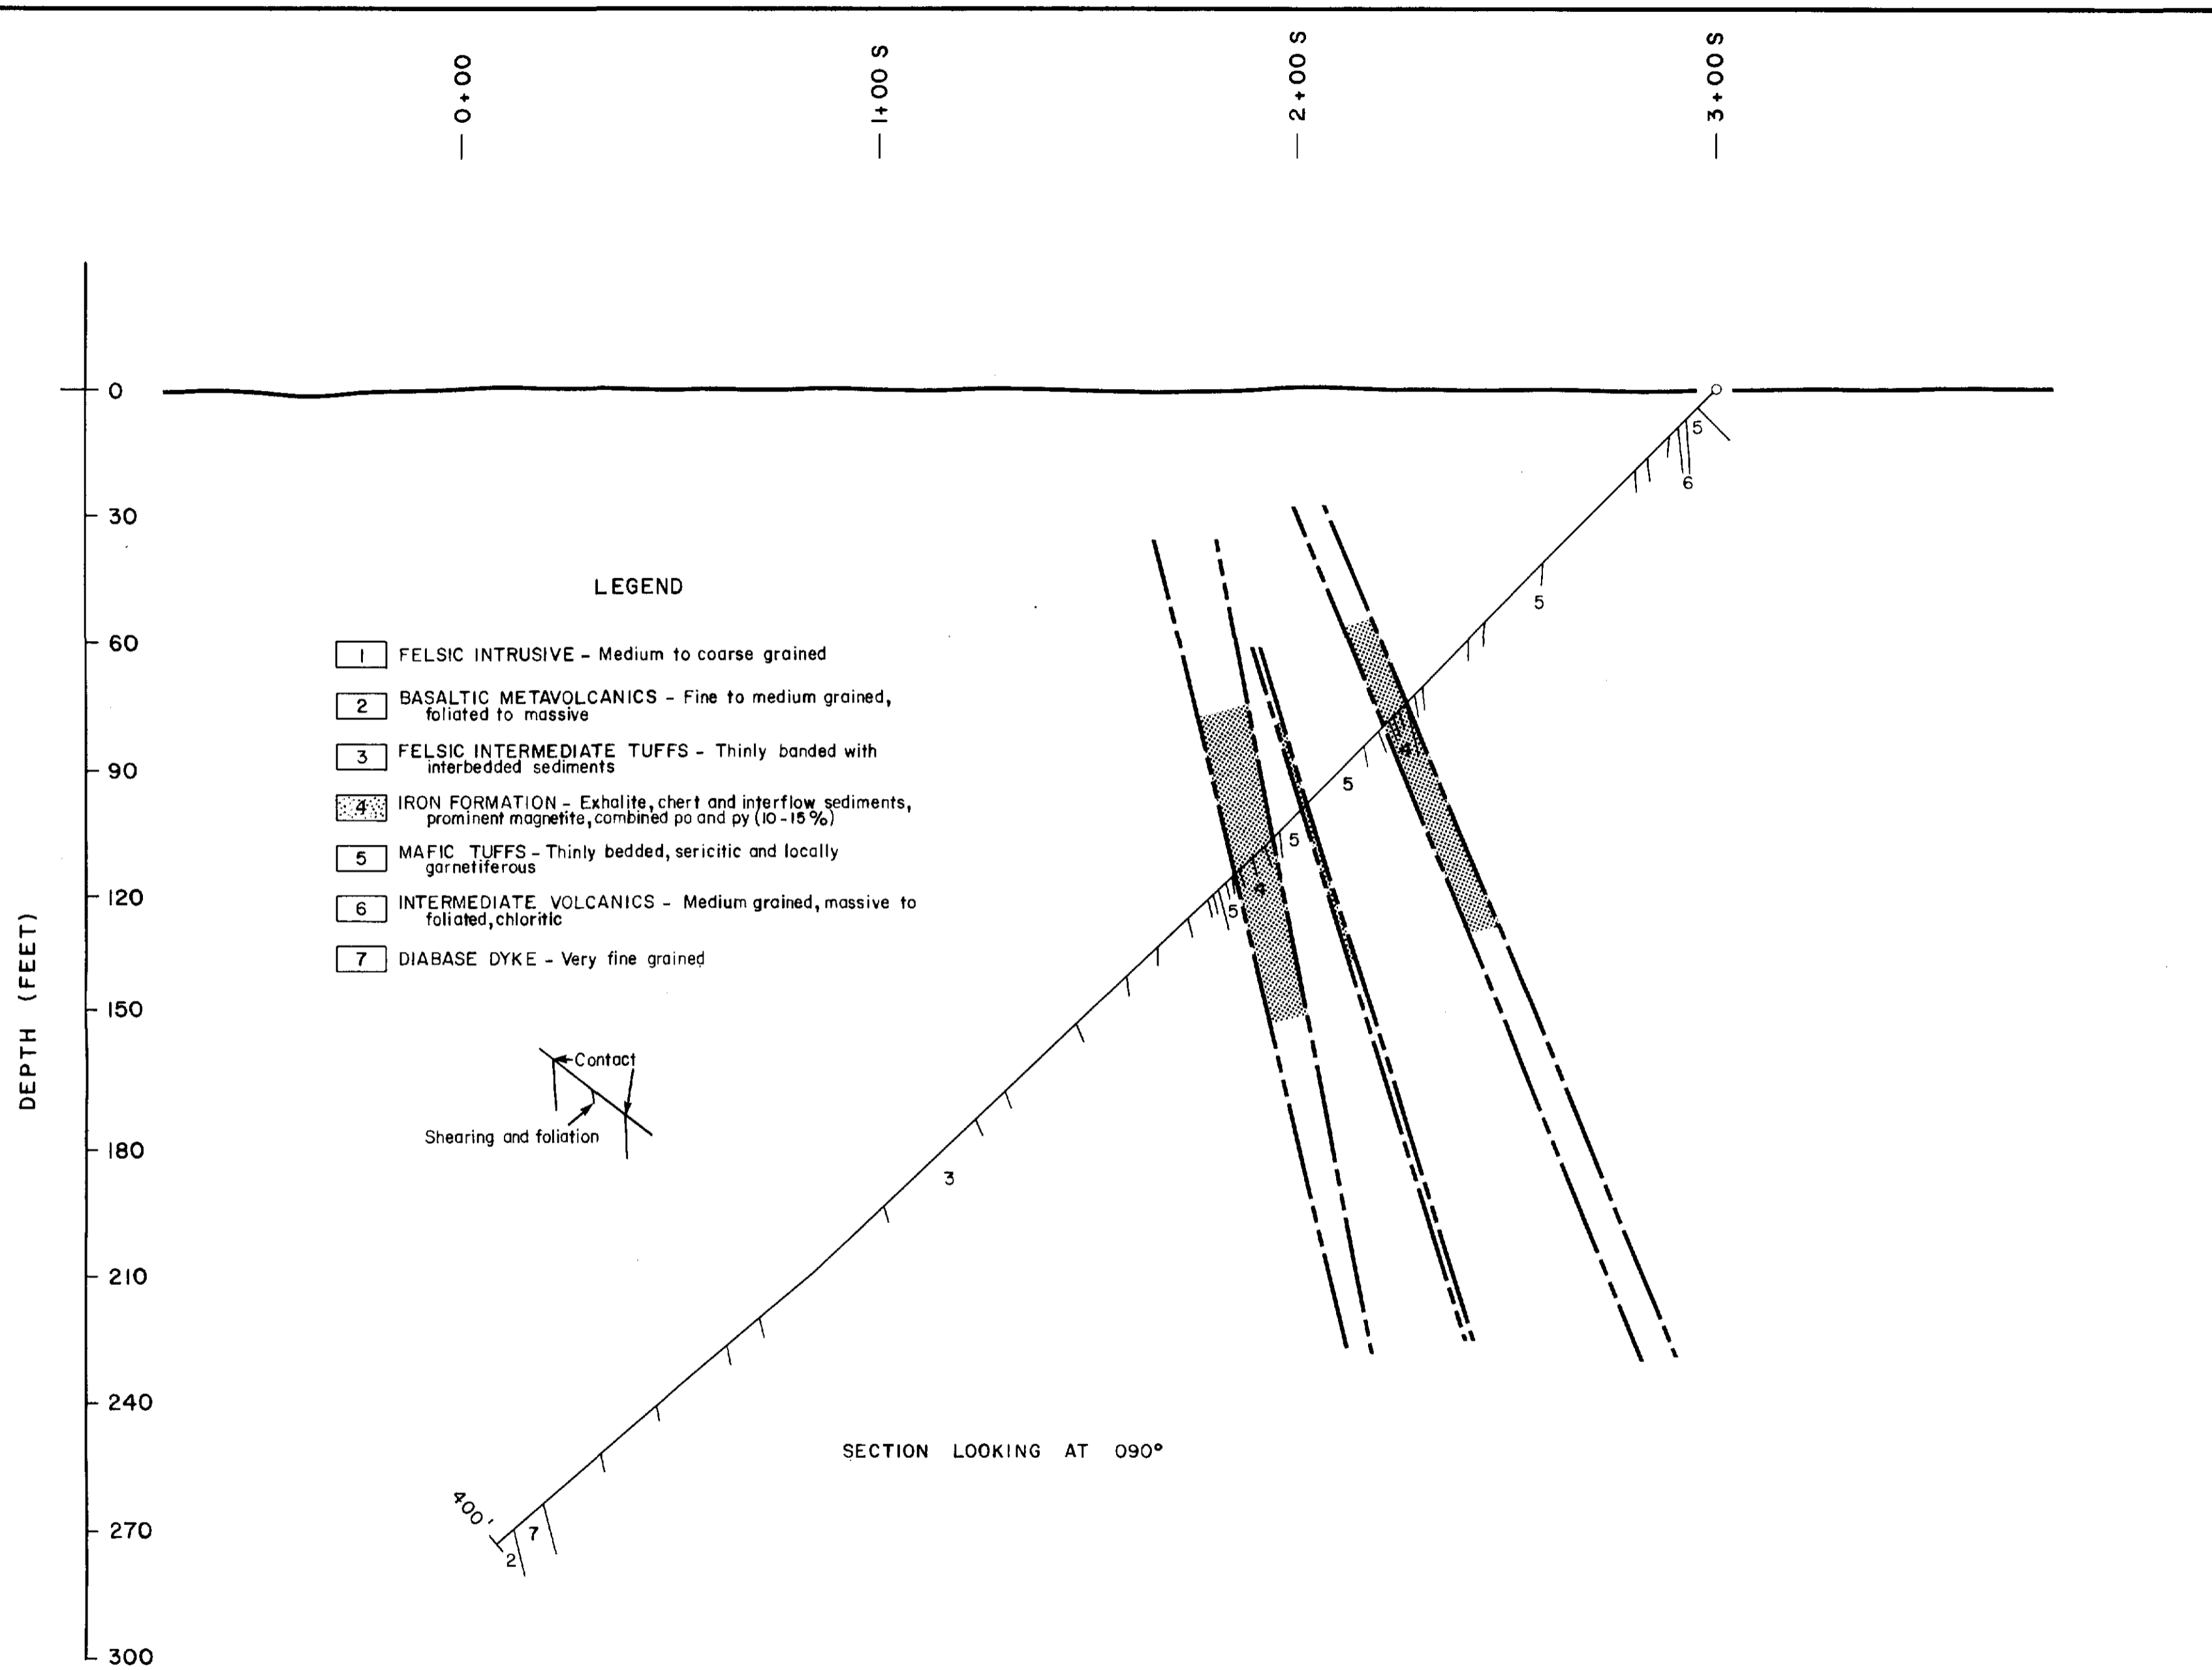 0+00
1+00 S
2+00 S
3+00 S
0
30
60
90
120
150
180
210
240
270
300
DEPTH (FEET)
LEGEND
1 FELSIC INTRUSIVE - Medium to coarse grained
2 BASALTIC METAVOLCANICS - Fine to medium grained,
foliated to massive
3 FELSIC INTERMEDIATE TUFFS - Thinly banded with
interbedded sediments
4 IRON FORMATION - Exhalite, chert and interflow sediments,
prominent magnetite, combined po and py (10-15%)
5 MAFIC TUFFS - Thinly bedded, sericitic and locally
garnetiferous
6 INTERMEDIATE VOLCANICS - Medium grained, massive to
foliated, chloritic
7 DIABASE DYKE - Very fine grained
Contact
Shearing and foliation
5
6
5
4
5
5
4
5
3
7
2
400'
SECTION LOOKING AT 090°